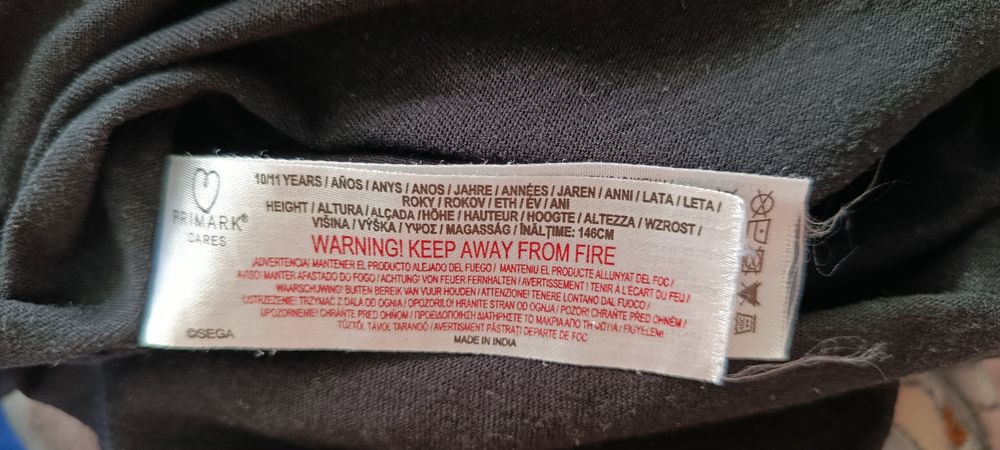 PRIMARK®
CARES
10/11 YEARS / AÑOS / ANYS / ANOS / JAHRE / ANNÉES / JAREN / ANNI / LATA / LETA /
ROKY / ROKOV / ETH / ÉV / ANI
HEIGHT / ALTURA / ALÇADA / HÖHE / HAUTEUR / HOOGTE / ALTEZZA / WZROST /
VIŠINA / VÝŠKA / ΥΨΟΣ / MAGASSÁG / ÎNĂLȚIME: 146CM
WARNING! KEEP AWAY FROM FIRE
¡ADVERTENCIA! MANTENER EL PRODUCTO ALEJADO DEL FUEGO / MANTENIU EL PRODUCTE ALLUNYAT DEL FOC /
AVISO! MANTER AFASTADO DO FOGO / ACHTUNG! VON FEUER FERNHALTEN / AVERTISSEMENT ! TENIR A L'ECART DU FEU /
WAARSCHUWING! BUITEN BEREIK VAN VUUR HOUDEN / ATTENZIONE! TENERE LONTANO DAL FUOCO /
OSTRZEŻENIE! TRZYMAĆ Z DALA OD OGNIA / OPOZORILO! HRANITE STRAN OD OGNJA / POZOR! CHRAŇTE PŘED OHNĚM /
UPOZORNENIE! CHRÁŇTE PRED OHŇOM / ΠΡΟΕΙΔΟΠΟΙΗΣΗ ΔΙΑΤΗΡΗΣΤΕ ΤΟ ΜΑΚΡΙΑ ΑΠΟ ΤΗ ΦΩΤΙΑ / FIGYELEM!
TŰZTŐL TÁVOL TARANDÓ / AVERTISMENT PĂSTRAȚI DEPARTE DE FOC
©SEGA
MADE IN INDIA